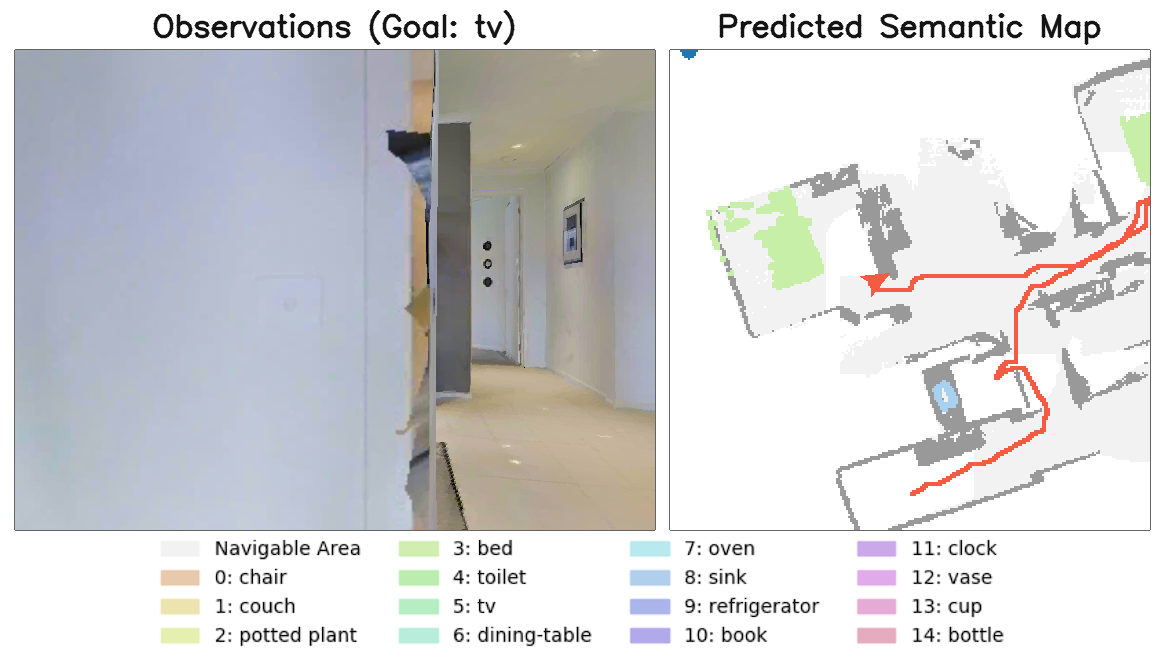 Observations (Goal: tv)
Predicted Semantic Map
Navigable Area
0: chair
1: couch
2: potted plant
3: bed
4: toilet
5: tv
6: dining-table
7: oven
8: sink
9: refrigerator
10: book
11: clock
12: vase
13: cup
14: bottle